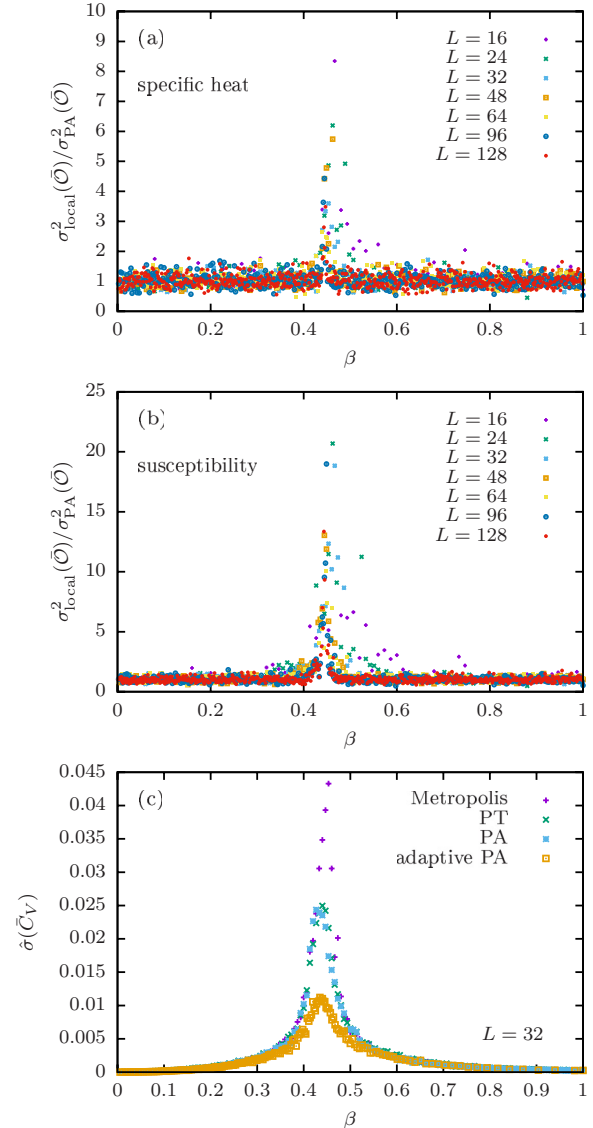 10
9
8
7
6
5
4
3
2
1
0
σ²_local(Ō)/σ²_PA(Ō)
(a)
specific heat
L = 16
L = 24
L = 32
L = 48
L = 64
L = 96
L = 128
0 0.2 0.4 0.6 0.8 1
β
25
20
15
10
5
0
σ²_local(Ō)/σ²_PA(Ō)
(b)
susceptibility
L = 16
L = 24
L = 32
L = 48
L = 64
L = 96
L = 128
0 0.2 0.4 0.6 0.8 1
β
0.045
0.04
0.035
0.03
0.025
0.02
0.015
0.01
0.005
0
σ̂(C̄_V)
(c)
Metropolis
PT
PA
adaptive PA
L = 32
0 0.1 0.2 0.3 0.4 0.5 0.6 0.7 0.8 0.9 1
β